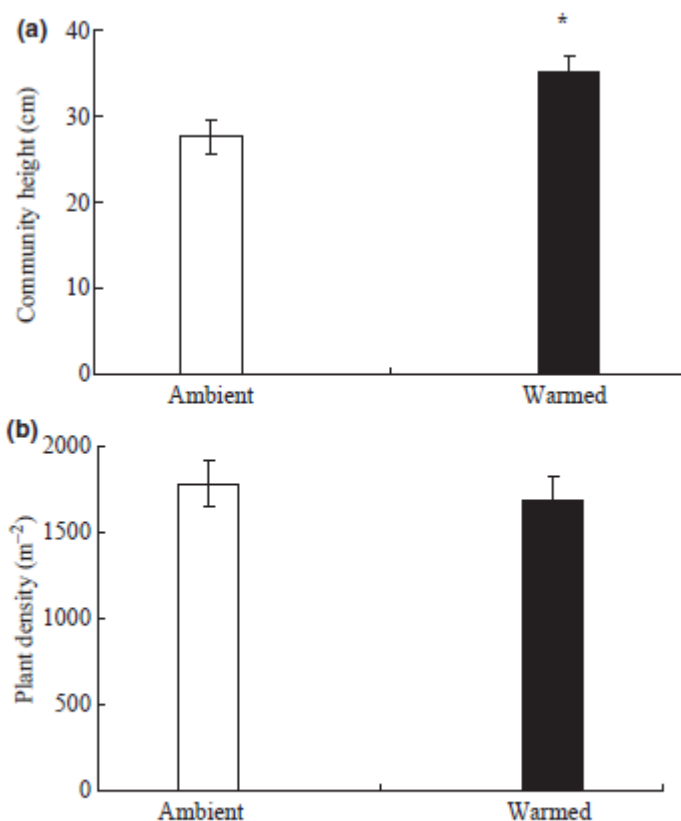 (a)
*
Community height (cm)
40
30
20
10
0
Ambient Warmed
(b)
Plant density (m⁻²)
2000
1500
1000
500
0
Ambient Warmed